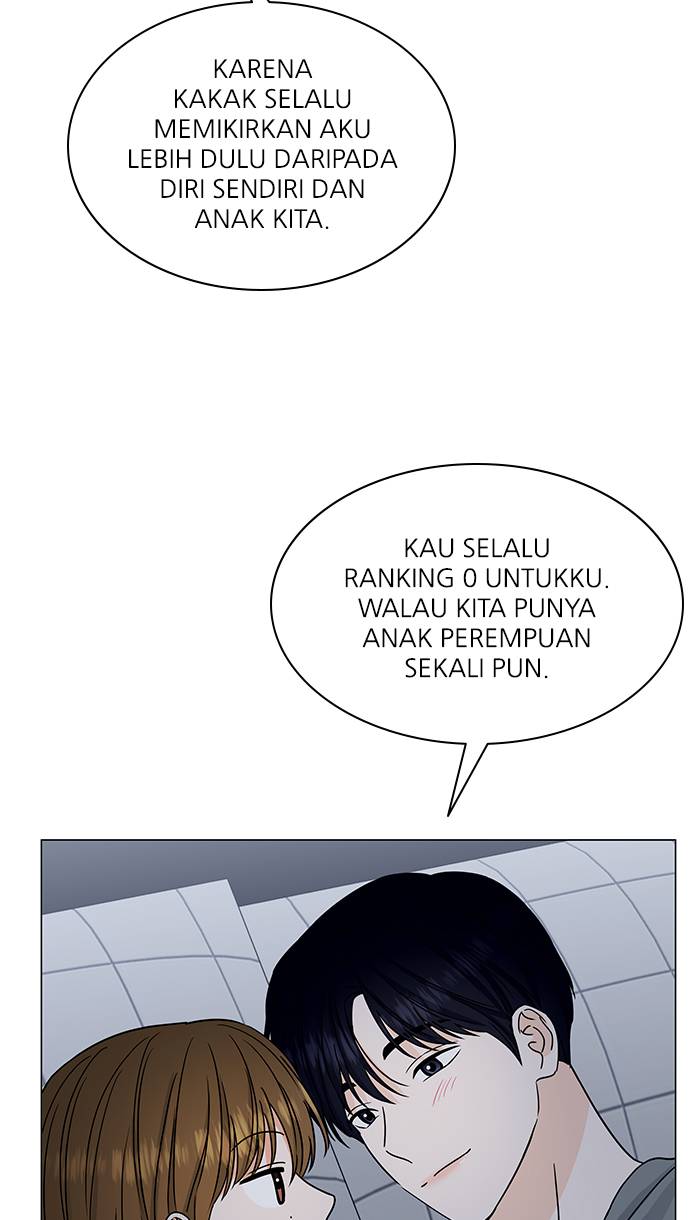 KARENA
KAKAK SELALU
MEMIKIRKAN AKU
LEBIH DULU DARIPADA
DIRI SENDIRI DAN
ANAK KITA.
KAU SELALU
RANKING 0 UNTUKKU.
WALAU KITA PUNYA
ANAK PEREMPUAN
SEKALI PUN.